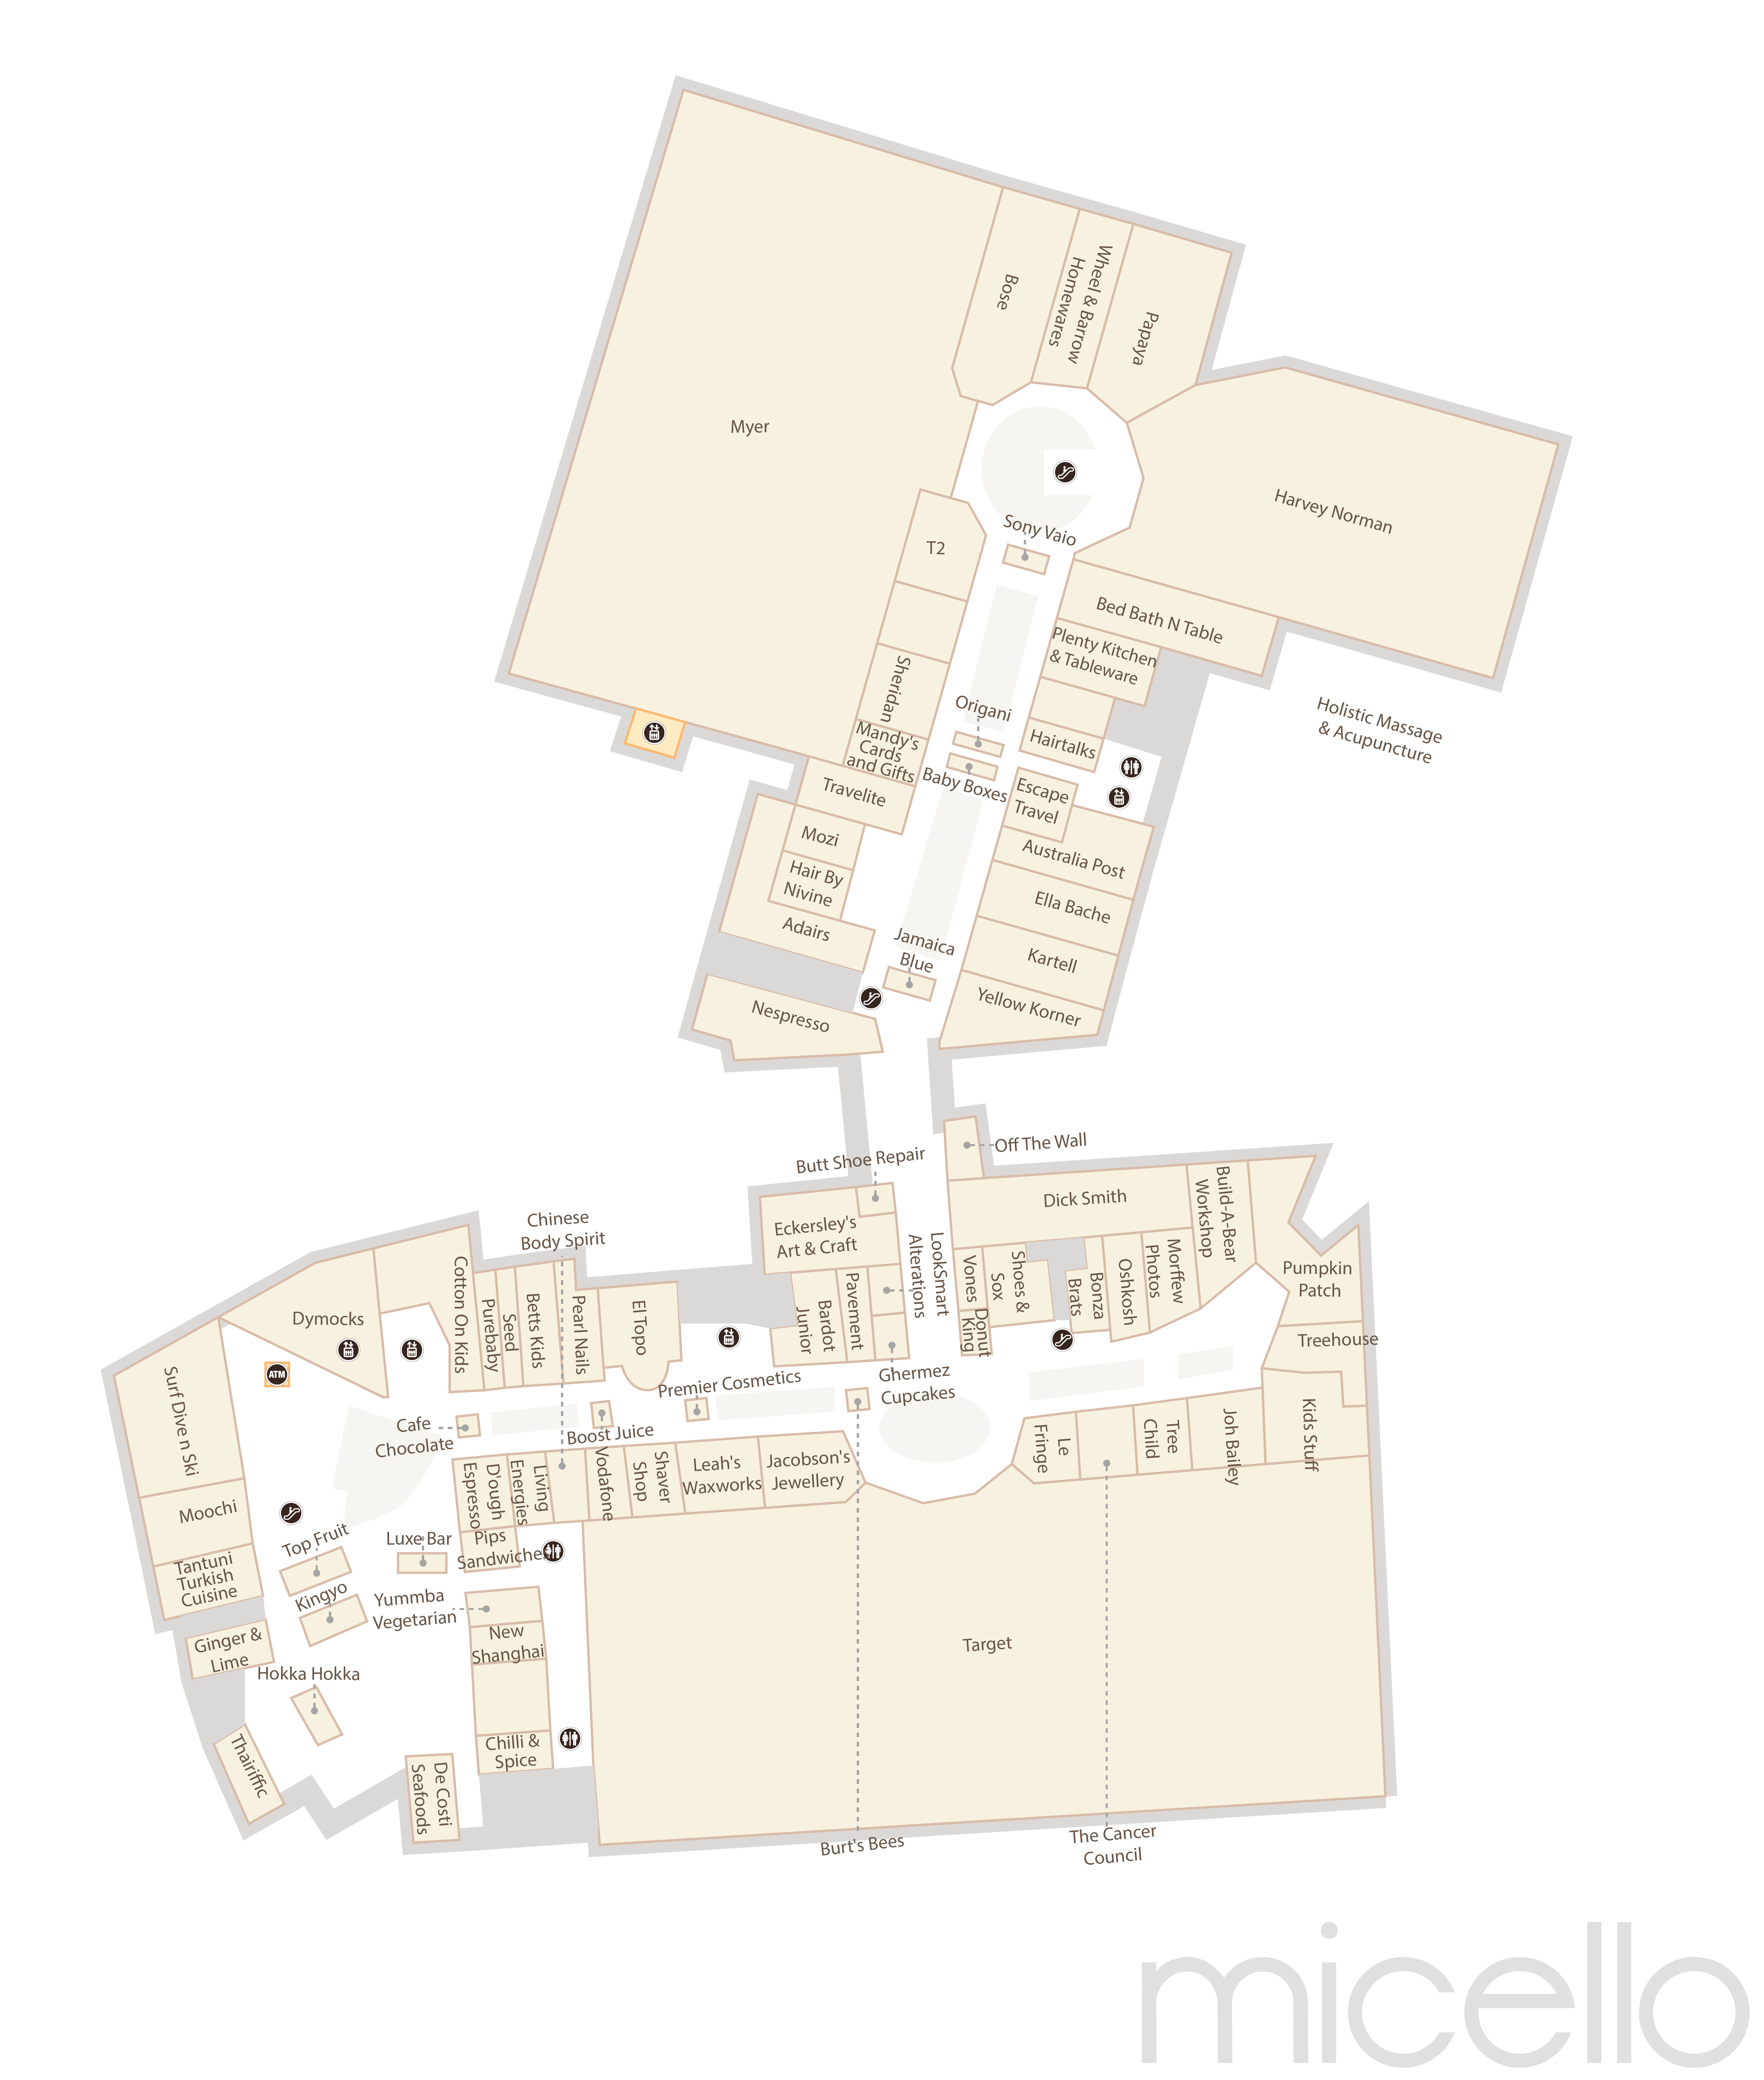 Bose
Wheel & Barrow
Homewares
Papaya
Myer
Harvey Norman
Sony Vaio
T2
Bed Bath N Table
Plenty Kitchen
& Tableware
Sheridan
Origani
Holistic Massage
& Acupuncture
Mandy's
Cards
and Gifts
Hairtalks
Baby Boxes
Travelite
Escape
Travel
Mozi
Australia Post
Hair By
Nivine
Ella Bache
Adairs
Jamaica
Blue
Kartell
Nespresso
Yellow Korner
Off The Wall
Butt Shoe Repair
Dick Smith
Build-A-Bear
Workshop
Chinese
Body Spirit
Eckersley's
Art & Craft
LookSmart
Alterations
Vones
Shoes &
Sox
Bonza
Brats
Oshkosh
Morffew
Photos
Pumpkin
Patch
Dymocks
Cotton On Kids
Purebaby
Seed
Betts Kids
Pearl Nails
El Topo
Bardot
Junior
Pavement
Donut
King
Treehouse
ATM
Surf Dive n Ski
Premier Cosmetics
Ghermez
Cupcakes
Cafe
Chocolate
Boost Juice
Le
Fringe
Tree
Child
Joh Bailey
Kids Stuff
D'ough
Espresso
Living
Energies
Vodafone
Shaver
Shop
Leah's
Waxworks
Jacobson's
Jewellery
Moochi
Top Fruit
Luxe Bar
Pips
Sandwiches
Tantuni
Turkish
Cuisine
Kingyo
Yummba
Vegetarian
Ginger &
Lime
New
Shanghai
Target
Hokka Hokka
Thairiffic
Chilli &
Spice
De Costi
Seafoods
Burt's Bees
The Cancer
Council
micello